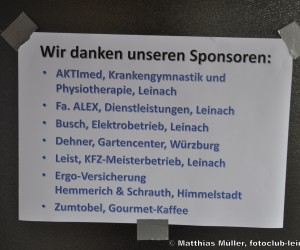 Wir danken unseren Sponsoren:
• AKTImed, Krankengymnastik und
Physiotherapie, Leinach
• Fa. ALEX, Dienstleistungen, Leinach
• Busch, Elektrobetrieb, Leinach
• Dehner, Gartencenter, Würzburg
• Leist, KFZ-Meisterbetrieb, Leinach
• Ergo-Versicherung
Hemmerich & Schrauth, Himmelstadt
• Zumtobel, Gourmet-Kaffee
© Matthias Müller, fotoclub-lei